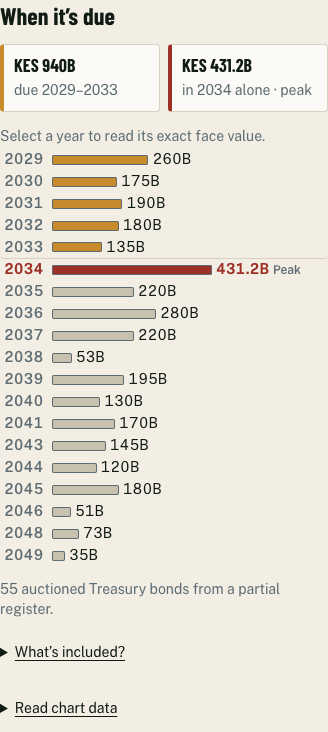 When it's due
KES 940B
due 2029–2033
KES 431.2B
in 2034 alone · peak
Select a year to read its exact face value.
2029 260B
2030 175B
2031 190B
2032 180B
2033 135B
2034 431.2B Peak
2035 220B
2036 280B
2037 220B
2038 53B
2039 195B
2040 130B
2041 170B
2043 145B
2044 120B
2045 180B
2046 51B
2048 73B
2049 35B
55 auctioned Treasury bonds from a partial
register.
What's included?
Read chart data